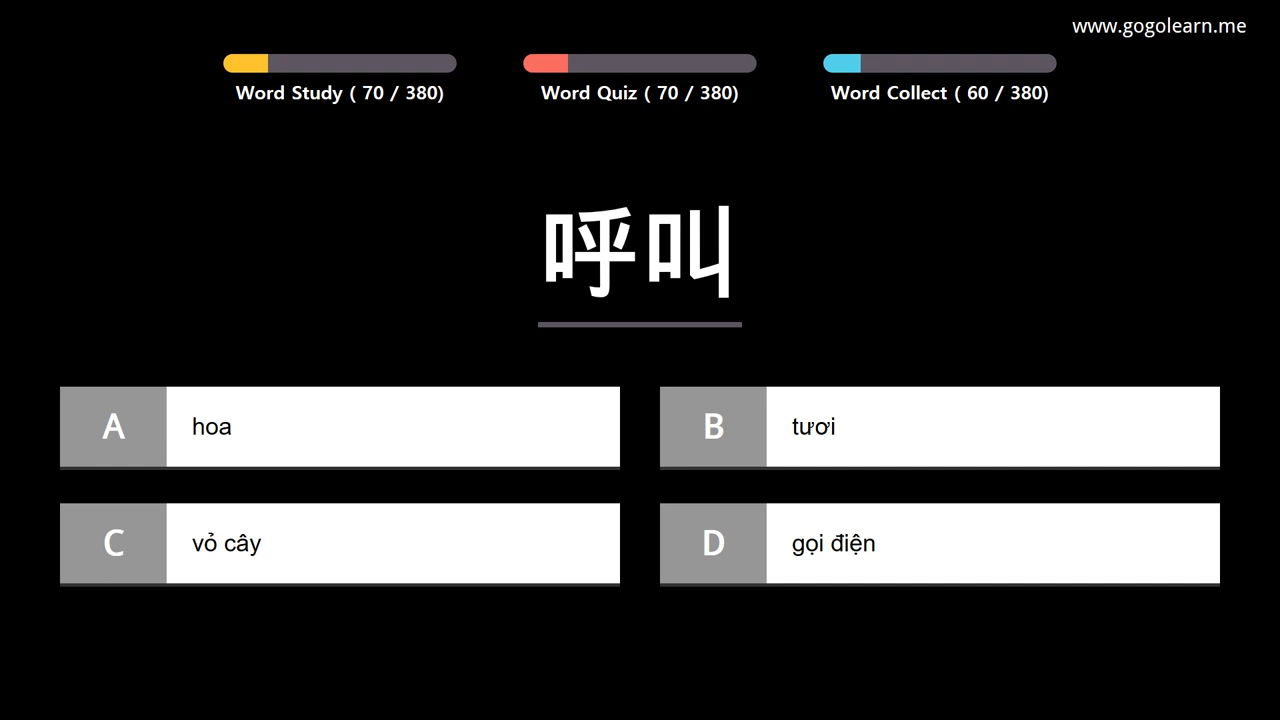 www.gogolearn.me
Word Study ( 70 / 380)
Word Quiz ( 70 / 380)
Word Collect ( 60 / 380)
呼叫
A hoa
B tươi
C vỏ cây
D gọi điện